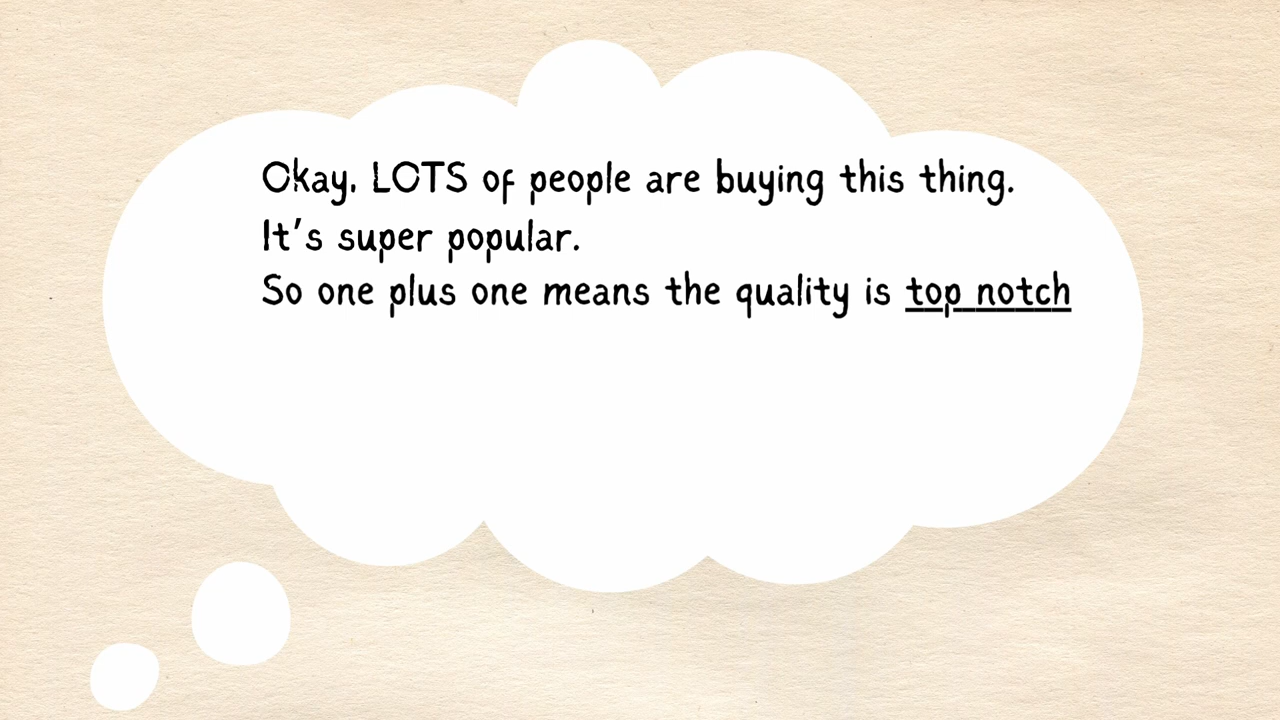 Okay, LOTS of people are buying this thing.
It's super popular.
So one plus one means the quality is top notch